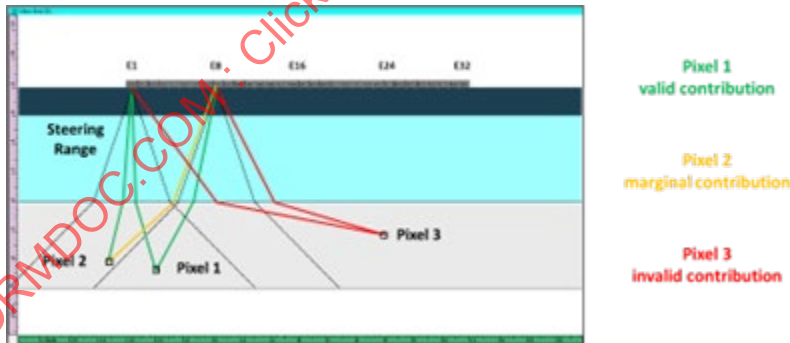 E1 E8 E16 E24 E32
Steering
Range
Pixel 2
Pixel 1
Pixel 3
Pixel 1
valid contribution
Pixel 2
marginal contribution
Pixel 3
invalid contribution
RMDOC.COM: Click